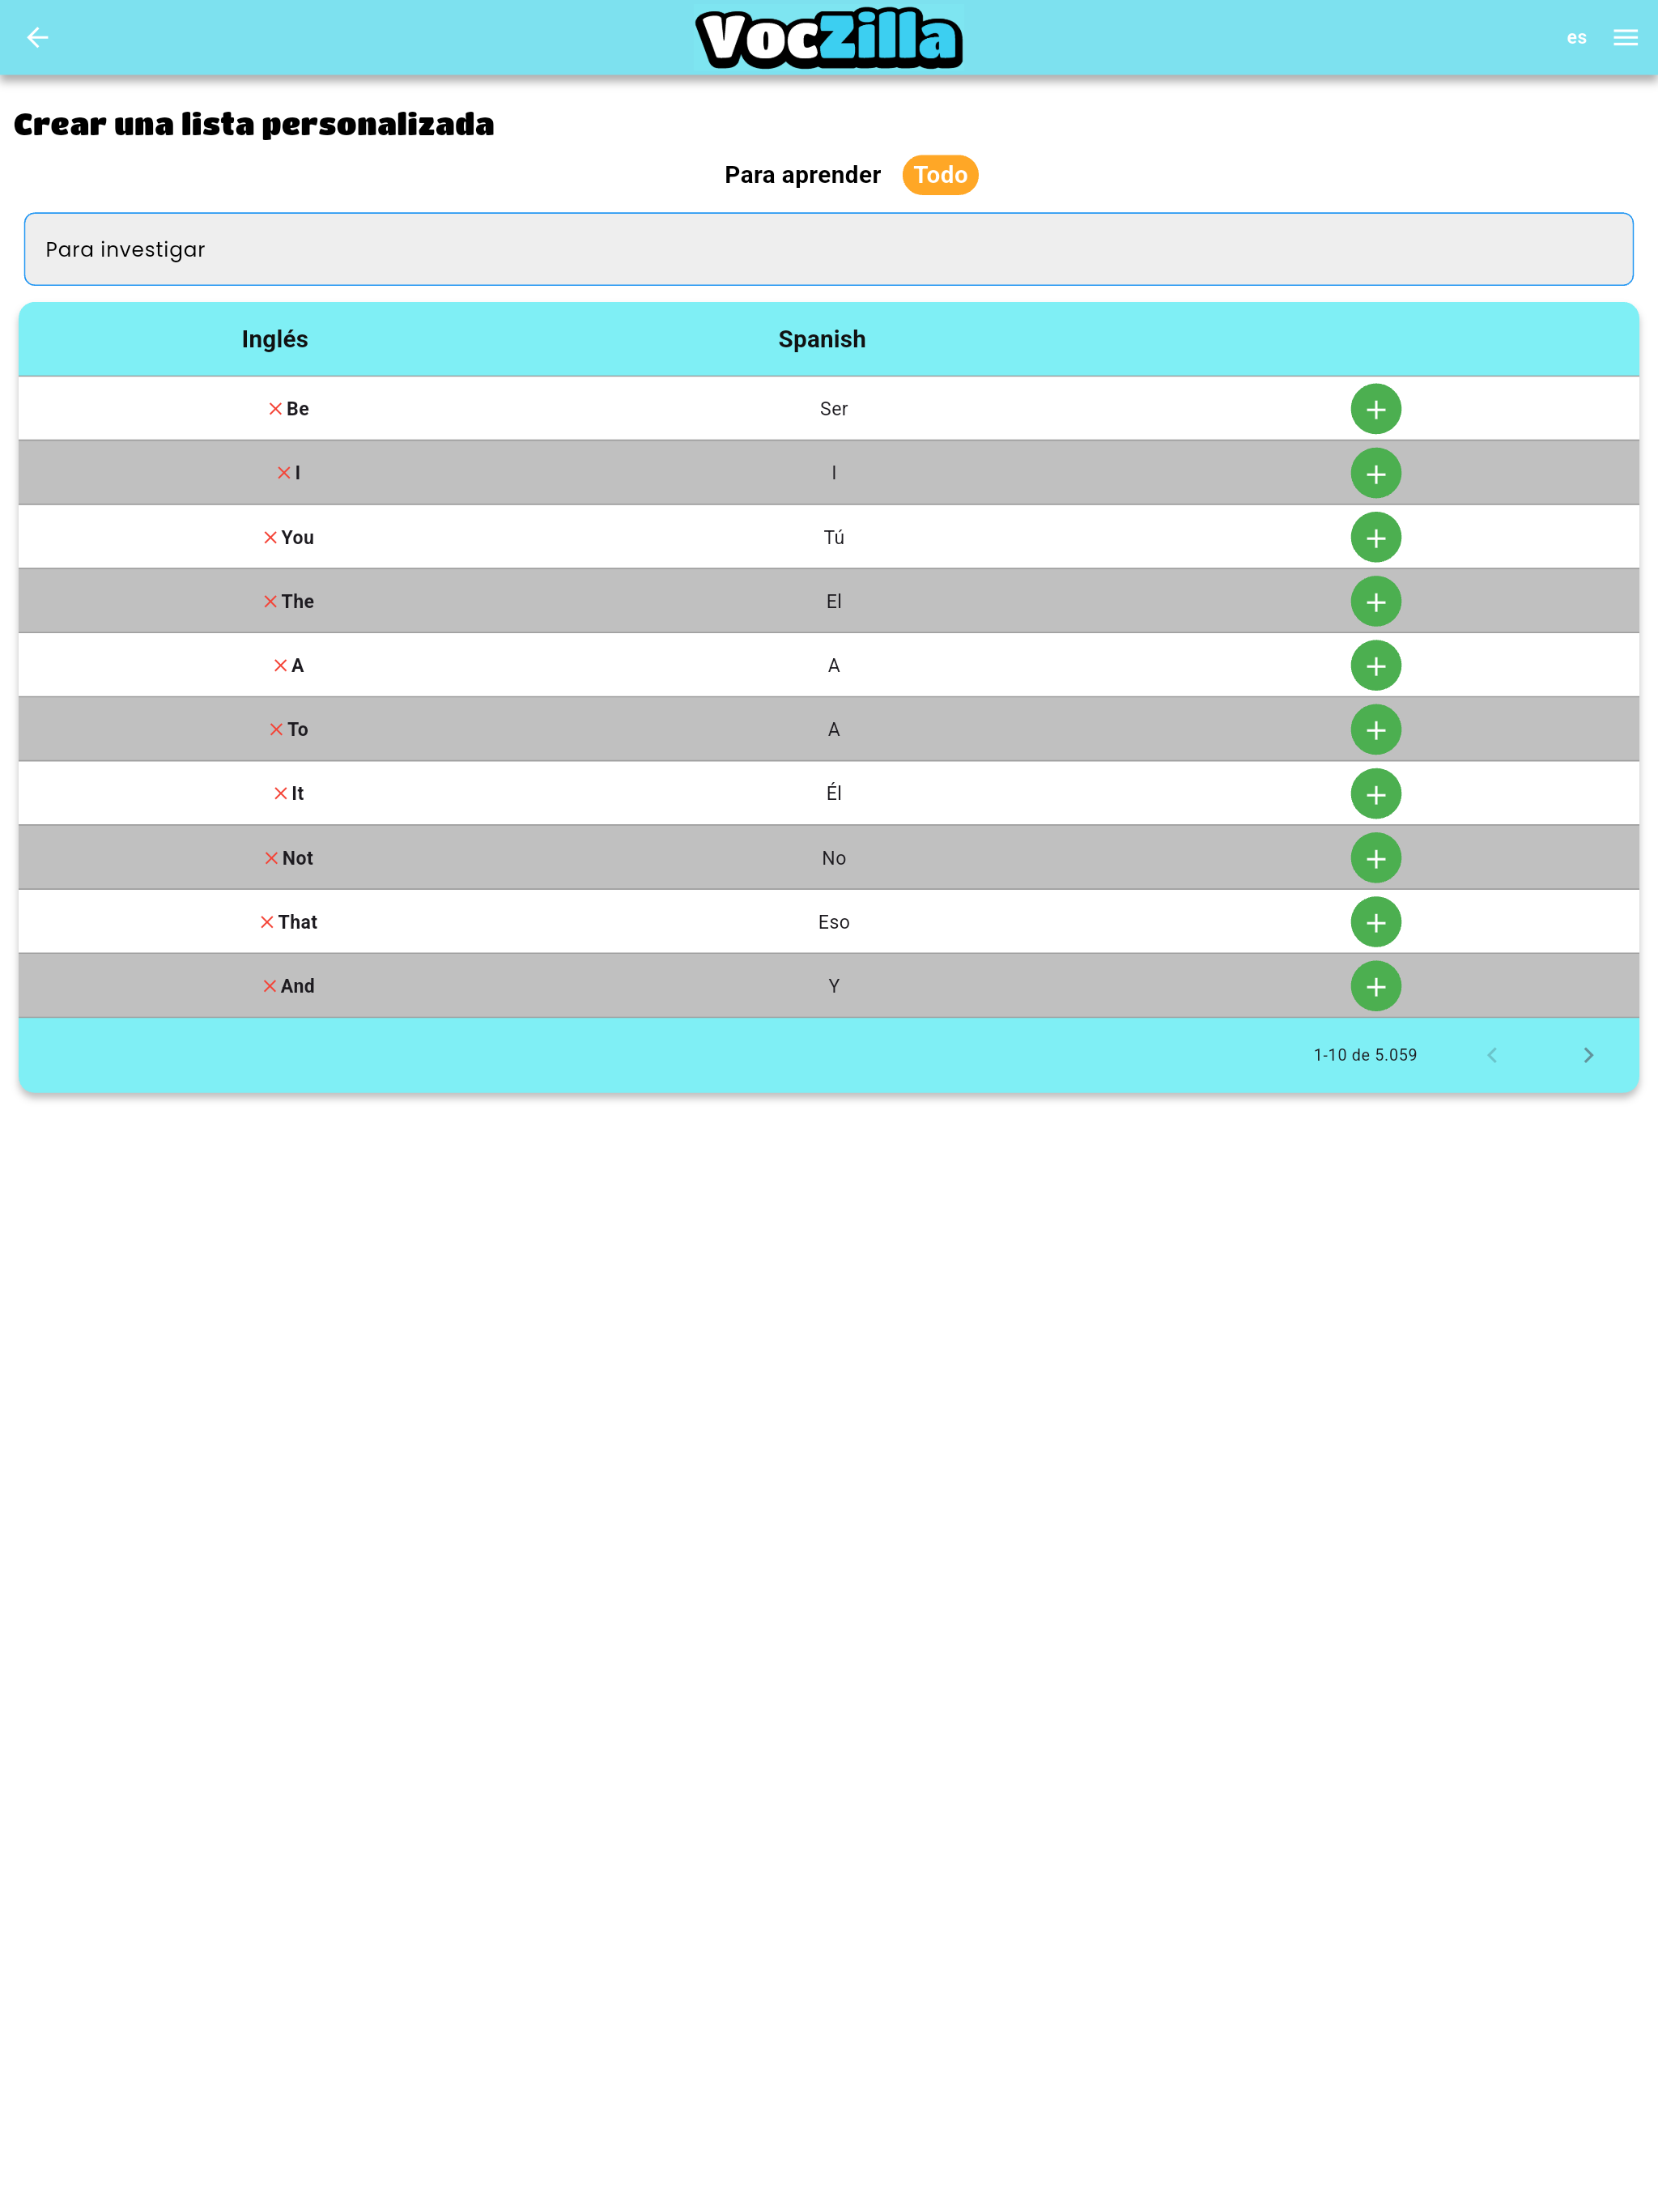 VocZilla
es
Crear una lista personalizada
Para aprender Todo
Para investigar
Inglés Spanish
Be Ser
I I
You Tú
The El
A A
To A
It Él
Not No
That Eso
And Y
1-10 de 5.059